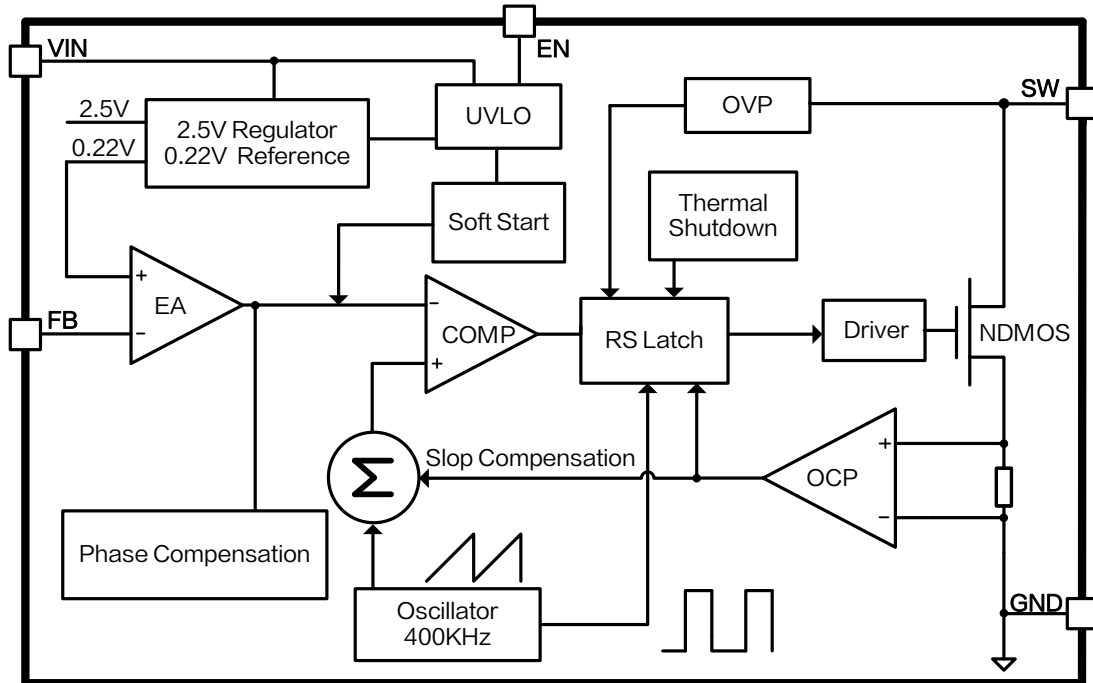 VIN
EN
SW
2.5V
0.22V
2.5V Regulator
0.22V Reference
UVLO
OVP
Soft Start
Thermal
Shutdown
+
EA
-
FB
-
COMP
+
RS Latch
Driver
NDMOS
Slop Compensation
Σ
+
OCP
-
Phase Compensation
Oscillator
400KHz
GND